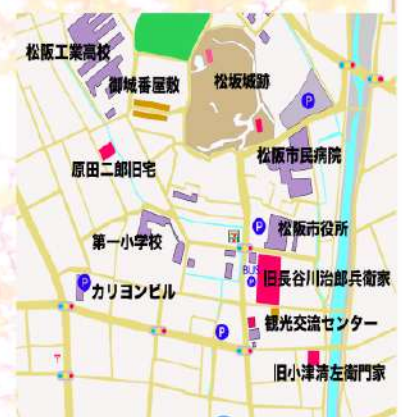 松阪工業高校
御城番屋敷
松坂城跡
P
原田二郎旧宅
松阪市民病院
第一小学校
P
松阪市役所
BUS
P
旧長谷川治郎兵衛家
P
カリヨンビル
P
観光交流センター
旧小津清左衛門家